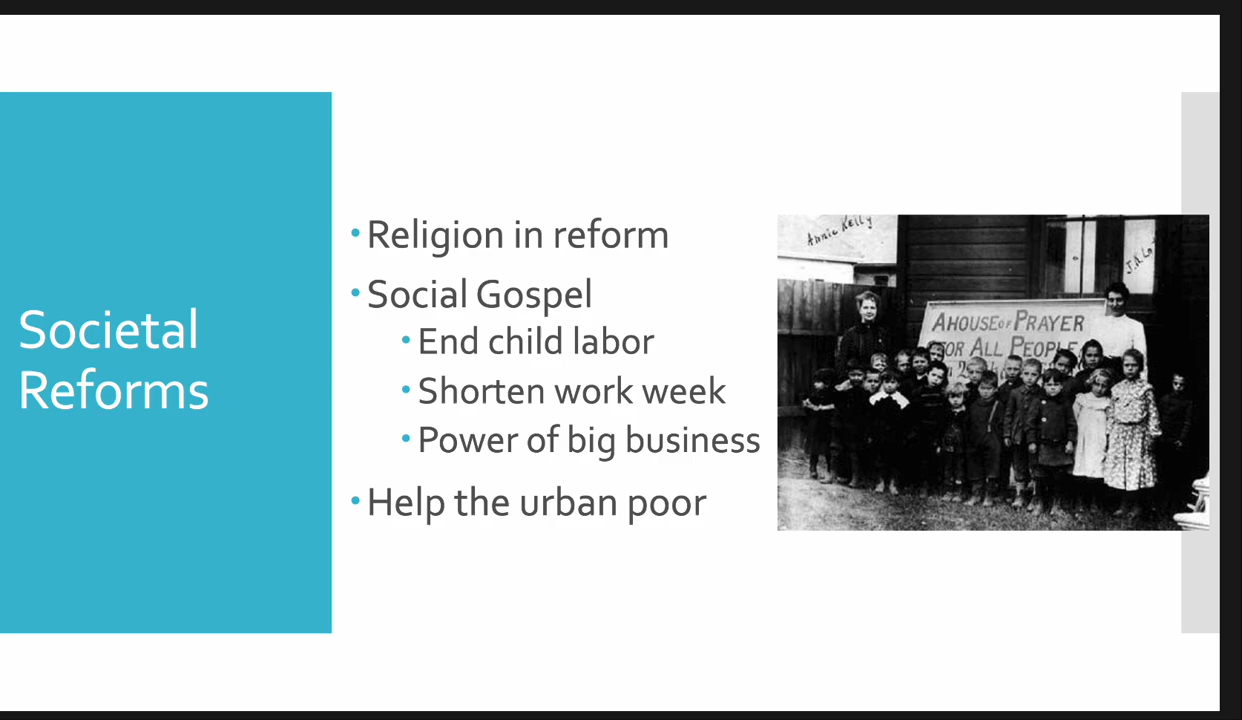 Societal
Reforms
• Religion in reform
• Social Gospel
• End child labor
• Shorten work week
• Power of big business
• Help the urban poor
Annie Kelly
A HOUSE OF PRAYER
FOR ALL PEOPLE